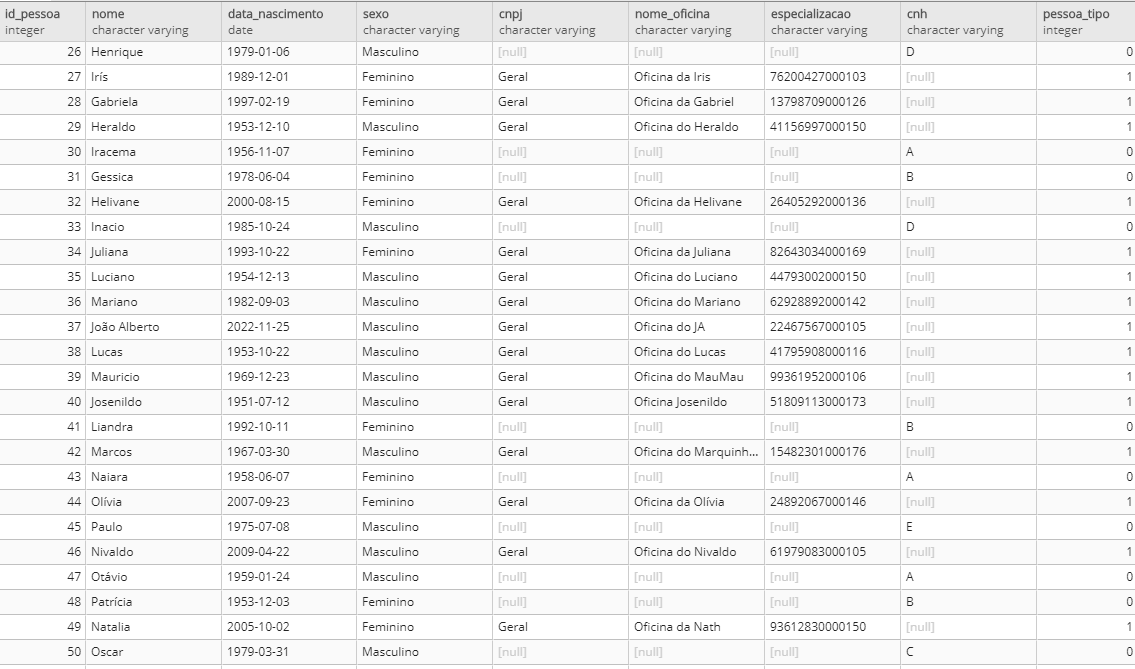 id_pessoa nome data_nascimento sexo cnpj nome_oficina especializacao cnh pessoa_tipo
integer character varying date character varying character varying character varying character varying character varying integer
26 Henrique 1979-01-06 Masculino [null] [null] [null] D 0
27 Irís 1989-12-01 Feminino Geral Oficina da Iris 76200427000103 [null] 1
28 Gabriela 1997-02-19 Feminino Geral Oficina da Gabriel 13798709000126 [null] 1
29 Heraldo 1953-12-10 Masculino Geral Oficina do Heraldo 41156997000150 [null] 1
30 Iracema 1956-11-07 Feminino [null] [null] [null] A 0
31 Gessica 1978-06-04 Feminino [null] [null] [null] B 0
32 Helivane 2000-08-15 Feminino Geral Oficina da Helivane 26405292000136 [null] 1
33 Inacio 1985-10-24 Masculino [null] [null] [null] D 0
34 Juliana 1993-10-22 Feminino Geral Oficina da Juliana 82643034000169 [null] 1
35 Luciano 1954-12-13 Masculino Geral Oficina do Luciano 44793002000150 [null] 1
36 Mariano 1982-09-03 Masculino Geral Oficina do Mariano 62928892000142 [null] 1
37 João Alberto 2022-11-25 Masculino Geral Oficina do JA 22467567000105 [null] 1
38 Lucas 1953-10-22 Masculino Geral Oficina do Lucas 41795908000116 [null] 1
39 Mauricio 1969-12-23 Masculino Geral Oficina do MauMau 99361952000106 [null] 1
40 Josenildo 1951-07-12 Masculino Geral Oficina Josenildo 51809113000173 [null] 1
41 Liandra 1992-10-11 Feminino [null] [null] [null] B 0
42 Marcos 1967-03-30 Masculino Geral Oficina do Marquinh... 15482301000176 [null] 1
43 Naiara 1958-06-07 Feminino [null] [null] [null] A 0
44 Olívia 2007-09-23 Feminino Geral Oficina da Olívia 24892067000146 [null] 1
45 Paulo 1975-07-08 Masculino [null] [null] [null] E 0
46 Nivaldo 2009-04-22 Masculino Geral Oficina do Nivaldo 61979083000105 [null] 1
47 Otávio 1959-01-24 Masculino [null] [null] [null] A 0
48 Patrícia 1953-12-03 Feminino [null] [null] [null] B 0
49 Natalia 2005-10-02 Feminino Geral Oficina da Nath 93612830000150 [null] 1
50 Oscar 1979-03-31 Masculino [null] [null] [null] C 0